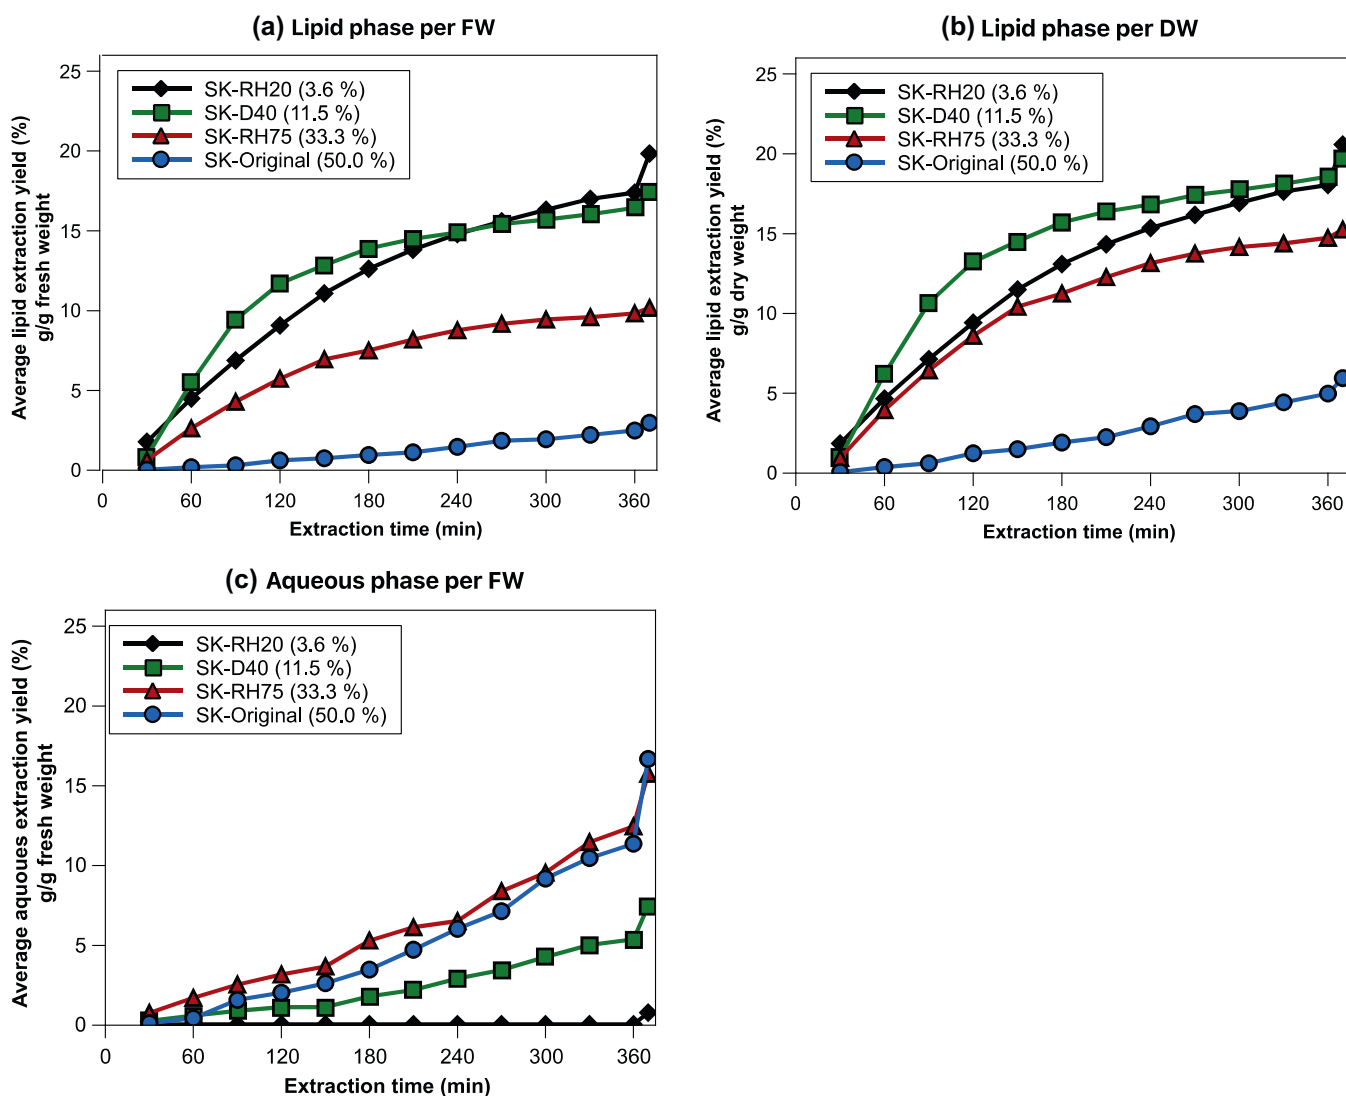 (a) Lipid phase per FW
Average lipid extraction yield (%)
g/g fresh weight
25
20
15
10
5
0
SK-RH20 (3.6 %)
SK-D40 (11.5 %)
SK-RH75 (33.3 %)
SK-Original (50.0 %)
0 60 120 180 240 300 360
Extraction time (min)
(b) Lipid phase per DW
Average lipid extraction yield (%)
g/g dry weight
25
20
15
10
5
0
SK-RH20 (3.6 %)
SK-D40 (11.5 %)
SK-RH75 (33.3 %)
SK-Original (50.0 %)
0 60 120 180 240 300 360
Extraction time (min)
(c) Aqueous phase per FW
Average aquoues extraction yield (%)
g/g fresh weight
25
20
15
10
5
0
SK-RH20 (3.6 %)
SK-D40 (11.5 %)
SK-RH75 (33.3 %)
SK-Original (50.0 %)
0 60 120 180 240 300 360
Extraction time (min)